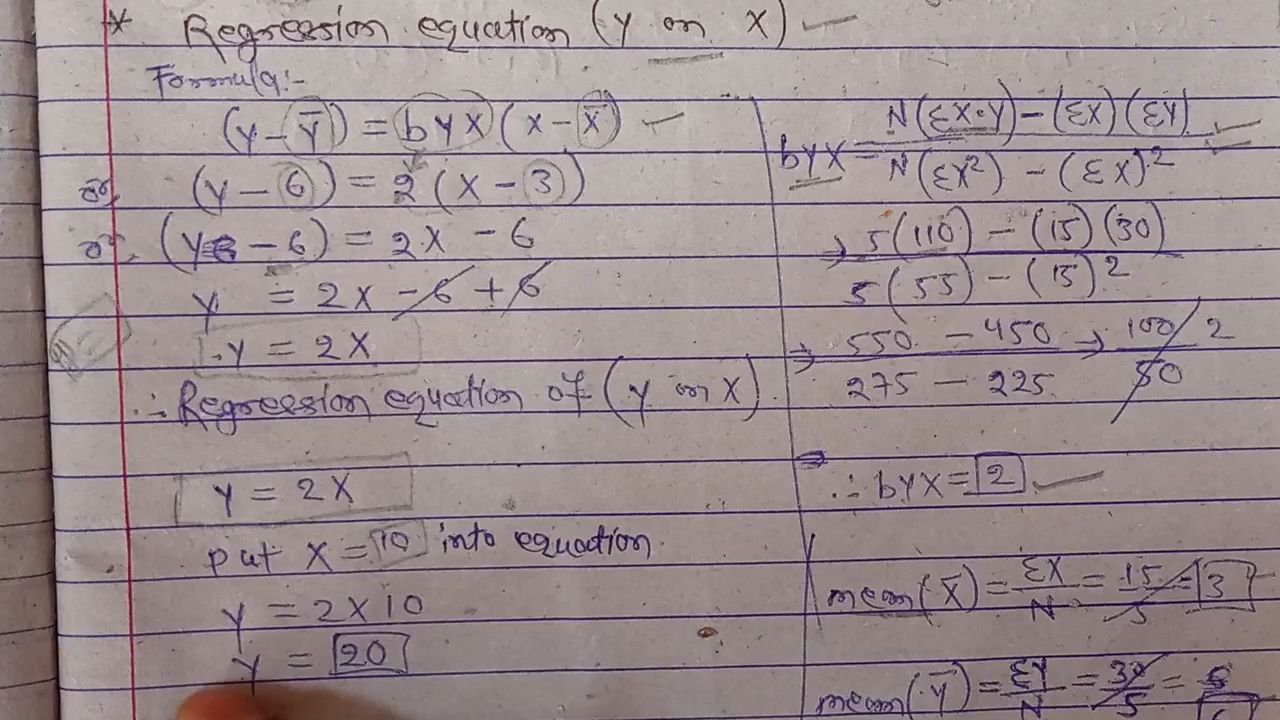 * Regression equation (y on x)
Formula:-
(y - ȳ) = byx (x - x̄)
or, (y - 6) = 2 (x - 3)
or, (y - 6) = 2x - 6
y = 2x - 6 + 6
y = 2x
∴ Regression equation of (y on x).
y = 2x
put x = 10 into equation
y = 2 x 10
y = 20
byx = N(Σx·y) - (Σx)(Σy) / N(Σx²) - (Σx)²
→ 5(110) - (15)(30) / 5(55) - (15)²
→ 550 - 450 / 275 - 225 → 100 / 50 2
∴ byx = 2
mean(x̄) = Σx / N = 15 / 5 = 3
mean(ȳ) = Σy / N = 30 / 5 = 6